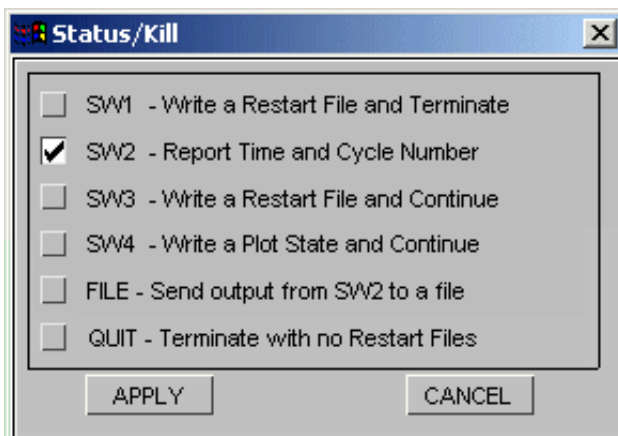 Status/Kill
SW1 - Write a Restart File and Terminate
SW2 - Report Time and Cycle Number
SW3 - Write a Restart File and Continue
SW4 - Write a Plot State and Continue
FILE - Send output from SW2 to a file
QUIT - Terminate with no Restart Files
APPLY CANCEL